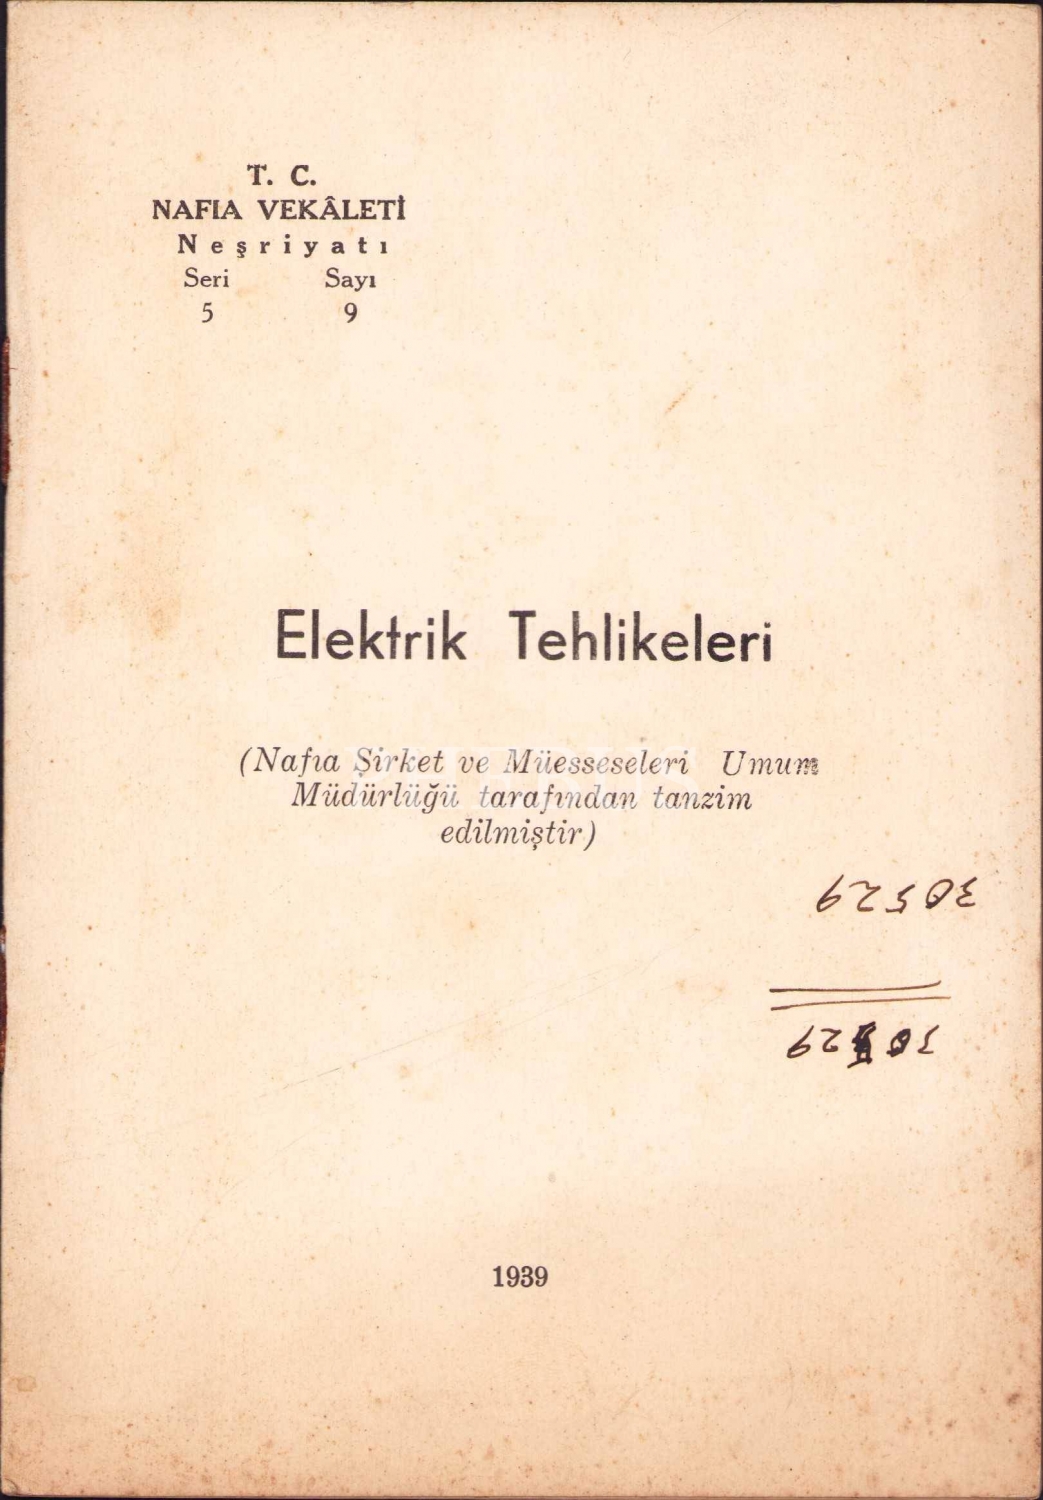 T. C.
NAFIA VEKÂLETİ
Neşriyatı
Seri Sayı
5 9
Elektrik Tehlikeleri
(Nafıa Şirket ve Müesseseleri Umum
Müdürlüğü tarafından tanzim
edilmiştir)
30529
1939